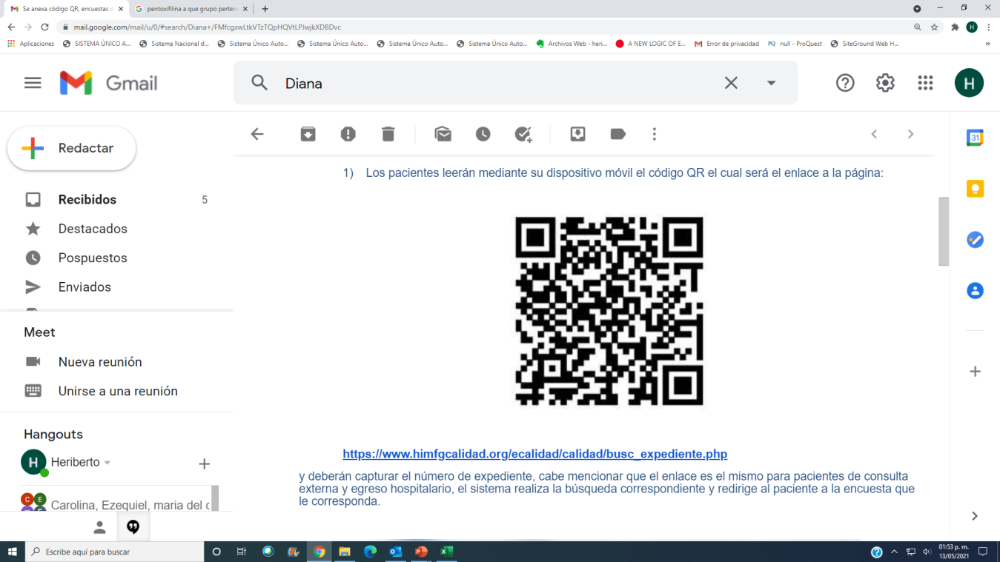 Se anexa código QR, encuestas d
pentoxifilina a que grupo perten
mail.google.com/mail/u/0/#search/Diana+/FMfcgxwLtkVTzTQpHQVtLPJwjkXDBDvc
Aplicaciones
SISTEMA ÚNICO A...
Sistema Nacional d...
Sistema Único Auto...
Sistema Único Auto...
Sistema Único Auto...
Sistema Único Auto...
Archivos Web - heri...
A NEW LOGIC OF E...
Error de privacidad
PQ null - ProQuest
SiteGround Web H...
»
Gmail
Diana
H
Redactar
Recibidos 5
Destacados
Pospuestos
Enviados
Meet
Nueva reunión
Unirse a una reunión
Hangouts
H Heriberto
C E Carolina, Ezequiel, maria del c
31
1) Los pacientes leerán mediante su dispositivo móvil el código QR el cual será el enlace a la página:
https://www.himfgcalidad.org/ecalidad/calidad/busc_expediente.php
y deberán capturar el número de expediente, cabe mencionar que el enlace es el mismo para pacientes de consulta
externa y egreso hospitalario, el sistema realiza la búsqueda correspondiente y redirige al paciente a la encuesta que
le corresponda.
Escribe aquí para buscar
01:53 p. m.
13/05/2021